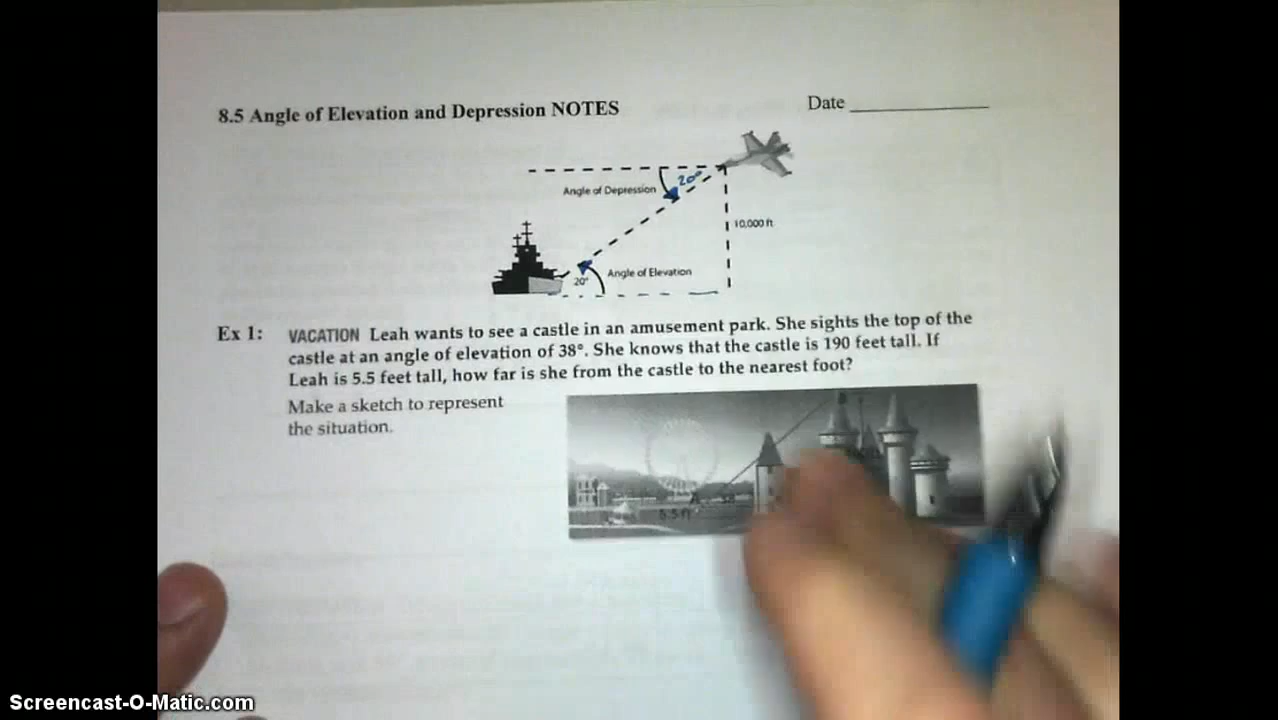 8.5 Angle of Elevation and Depression NOTES Date
20°
Angle of Depression
10,000 ft
Angle of Elevation
20°
Ex 1: VACATION Leah wants to see a castle in an amusement park. She sights the top of the
castle at an angle of elevation of 38°. She knows that the castle is 190 feet tall. If
Leah is 5.5 feet tall, how far is she from the castle to the nearest foot?
Make a sketch to represent
the situation.
5.5 ft
Screencast-O-Matic.com